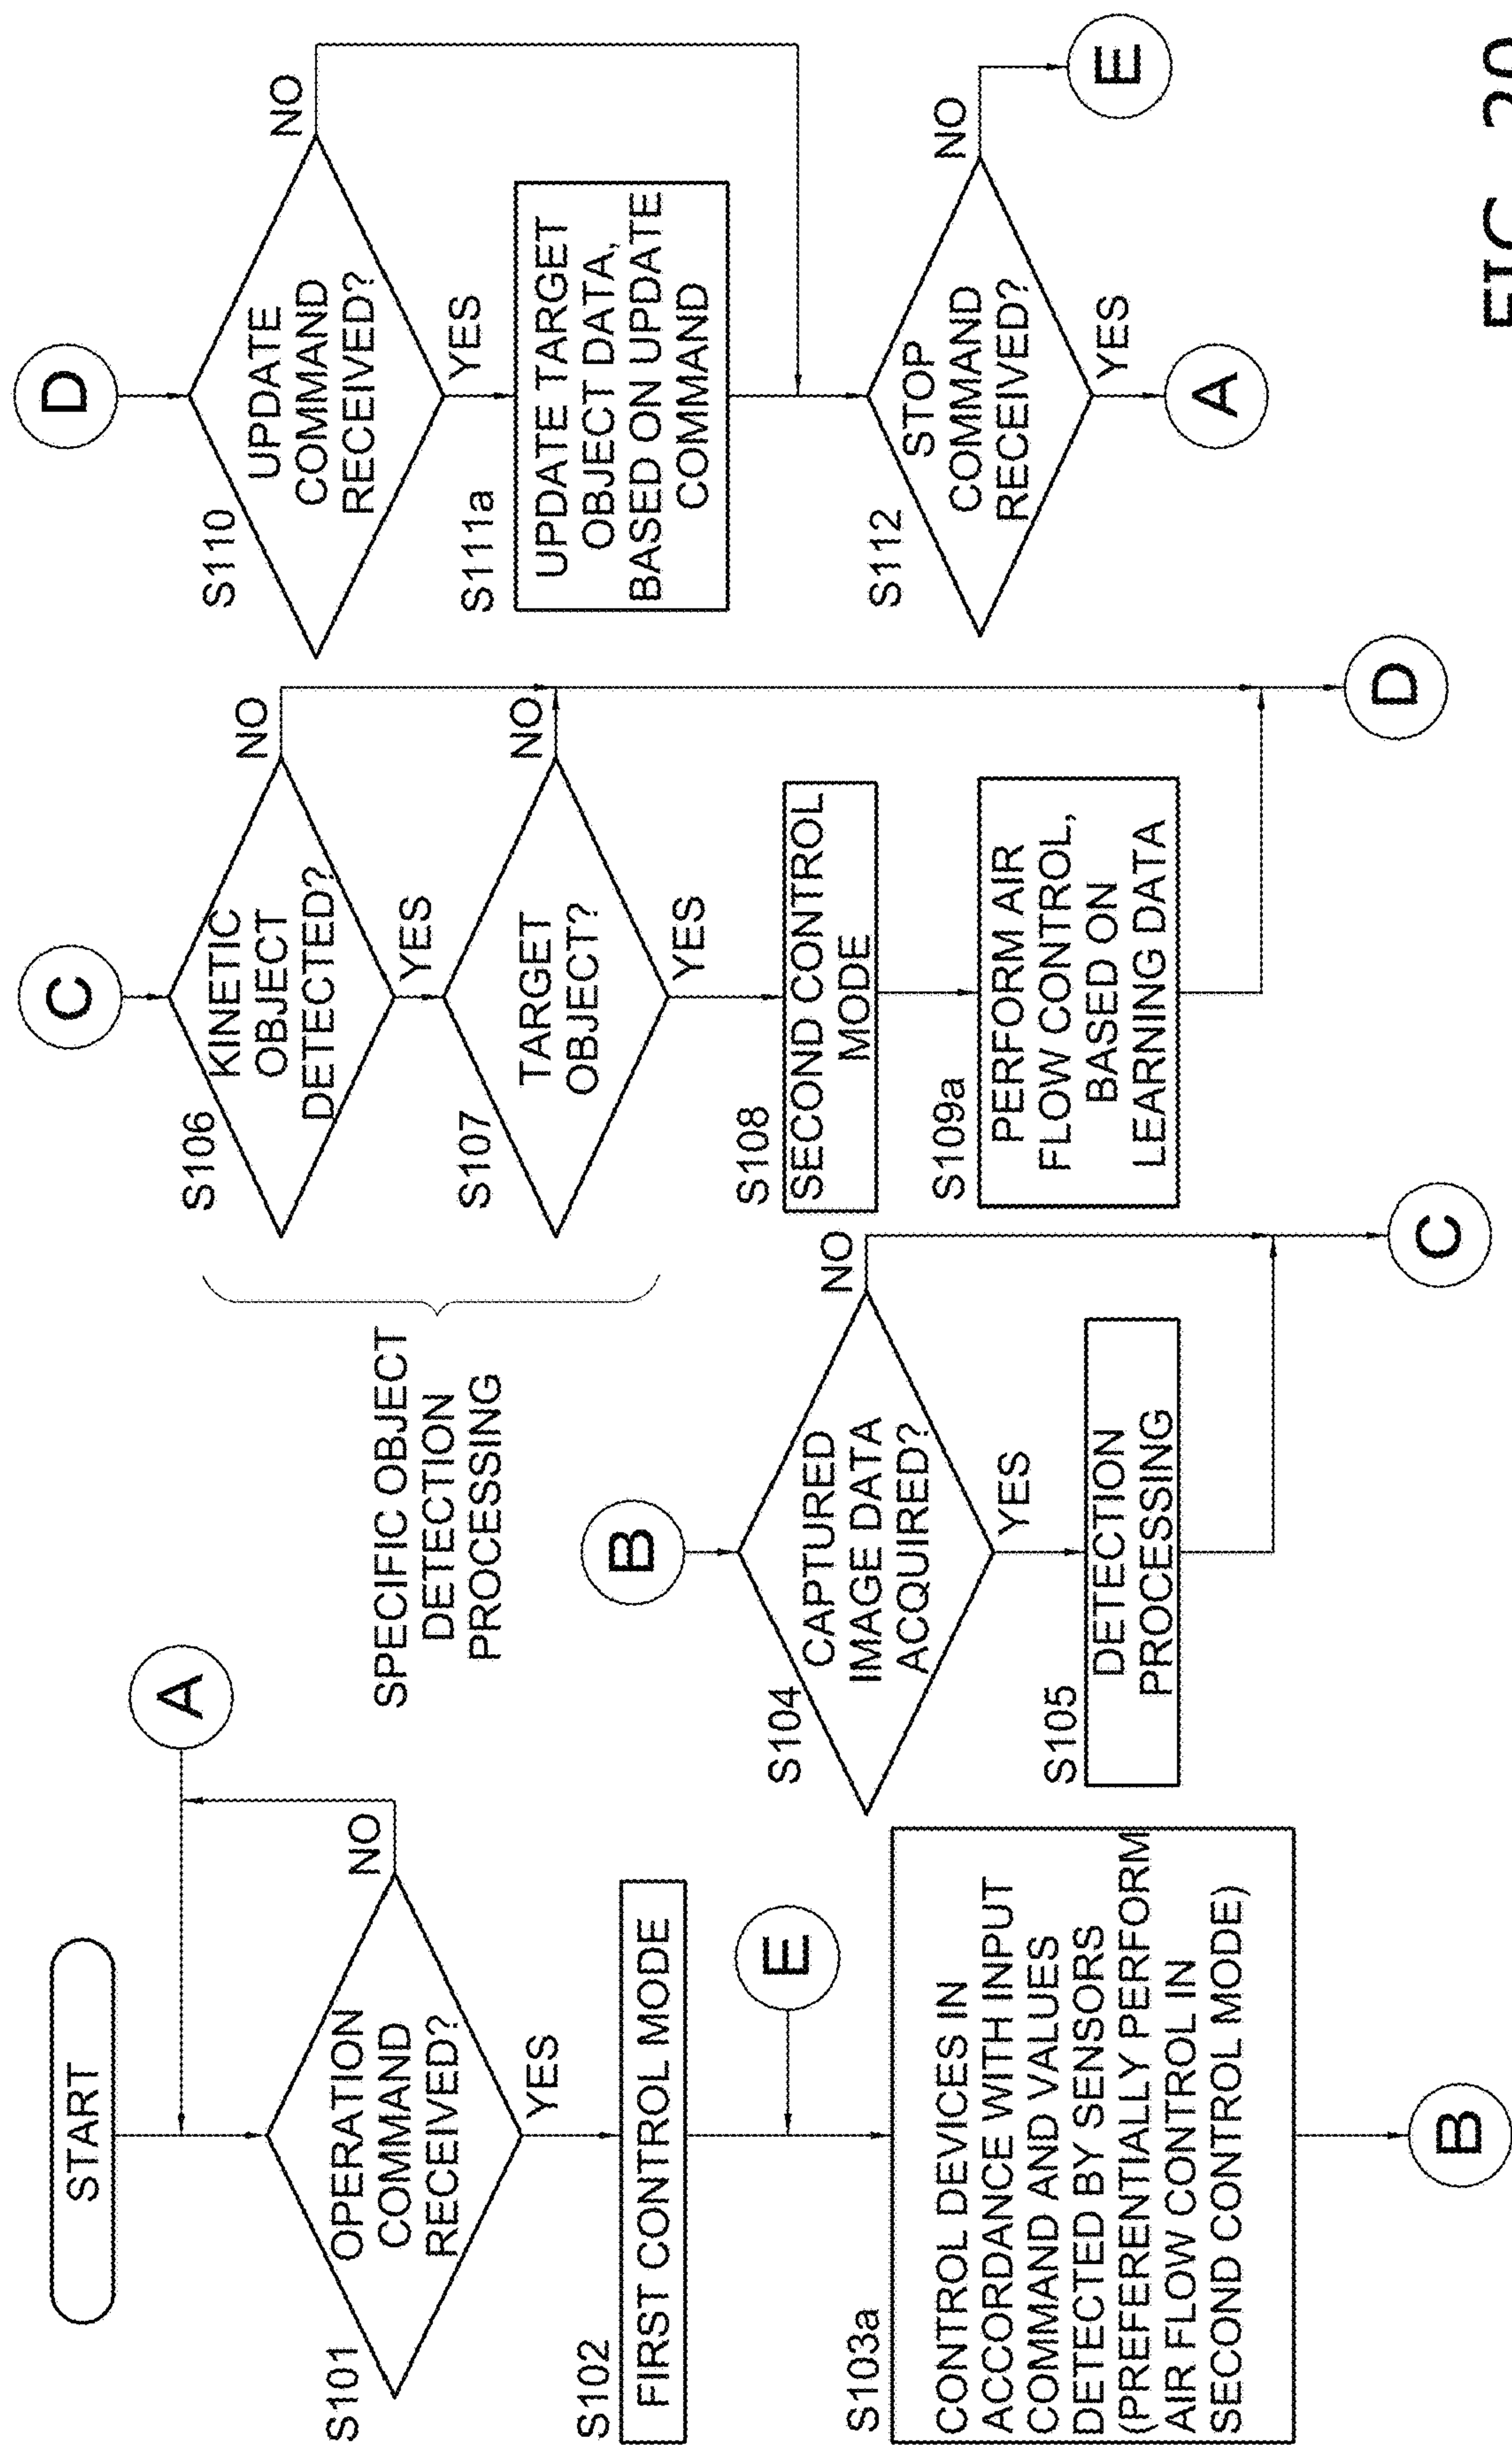 START
A
S101
OPERATION
COMMAND
RECEIVED?
NO
YES
S102
FIRST CONTROL MODE
E
S103a
CONTROL DEVICES IN
ACCORDANCE WITH INPUT
COMMAND AND VALUES
DETECTED BY SENSORS
(PREFERENTIALLY PERFORM
AIR FLOW CONTROL IN
SECOND CONTROL MODE)
B
B
S104
CAPTURED
IMAGE DATA
ACQUIRED?
NO
YES
S105
DETECTION
PROCESSING
C
SPECIFIC OBJECT
DETECTION
PROCESSING
C
S106
KINETIC
OBJECT
DETECTED?
NO
YES
S107
TARGET
OBJECT?
NO
YES
S108
SECOND CONTROL
MODE
S109a
PERFORM AIR
FLOW CONTROL,
BASED ON
LEARNING DATA
D
D
S110
UPDATE
COMMAND
RECEIVED?
NO
YES
S111a
UPDATE TARGET
OBJECT DATA,
BASED ON UPDATE
COMMAND
S112
STOP
COMMAND
RECEIVED?
NO
E
YES
A
FIG. 20